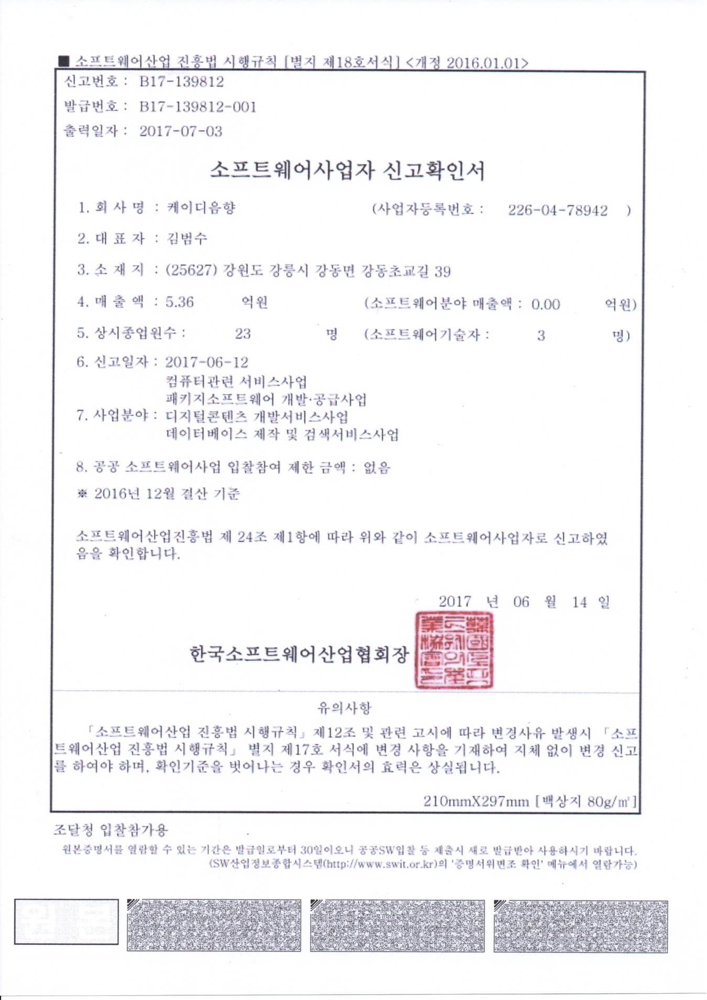 ■ 소프트웨어산업 진흥법 시행규칙 [별지 제18호서식] <개정 2016.01.01>
신고번호 : B17-139812
발급번호 : B17-139812-001
출력일자 : 2017-07-03
소프트웨어사업자 신고확인서
1. 회 사 명 : 케이디음향 (사업자등록번호 : 226-04-78942 )
2. 대 표 자 : 김범수
3. 소 재 지 : (25627) 강원도 강릉시 강동면 강동초교길 39
4. 매 출 액 : 5.36 억원 (소프트웨어분야 매출액 : 0.00 억원)
5. 상시종업원수 : 23 명 (소프트웨어기술자 : 3 명)
6. 신고일자 : 2017-06-12
컴퓨터관련 서비스사업
패키지소프트웨어 개발·공급사업
7. 사업분야 : 디지털콘텐츠 개발서비스사업
데이터베이스 제작 및 검색서비스사업
8. 공공 소프트웨어사업 입찰참여 제한 금액 : 없음
※ 2016년 12월 결산 기준
소프트웨어산업진흥법 제 24조 제1항에 따라 위와 같이 소프트웨어사업자로 신고하였
음을 확인합니다.
2017 년 06 월 14 일
한국소프트웨어산업협회장
유의사항
「소프트웨어산업 진흥법 시행규칙」 제12조 및 관련 고시에 따라 변경사유 발생시 「소프
트웨어산업 진흥법 시행규칙」 별지 제17호 서식에 변경 사항을 기재하여 지체 없이 변경 신고
를 하여야 하며, 확인기준을 벗어나는 경우 확인서의 효력은 상실됩니다.
210mmX297mm [백상지 80g/㎡]
조달청 입찰참가용
원본증명서를 열람할 수 있는 기간은 발급일로부터 30일이오니 공공SW입찰 등 제출시 새로 발급받아 사용하시기 바랍니다.
(SW산업정보종합시스템(http://www.swit.or.kr)의 '증명서위변조 확인' 메뉴에서 열람가능)